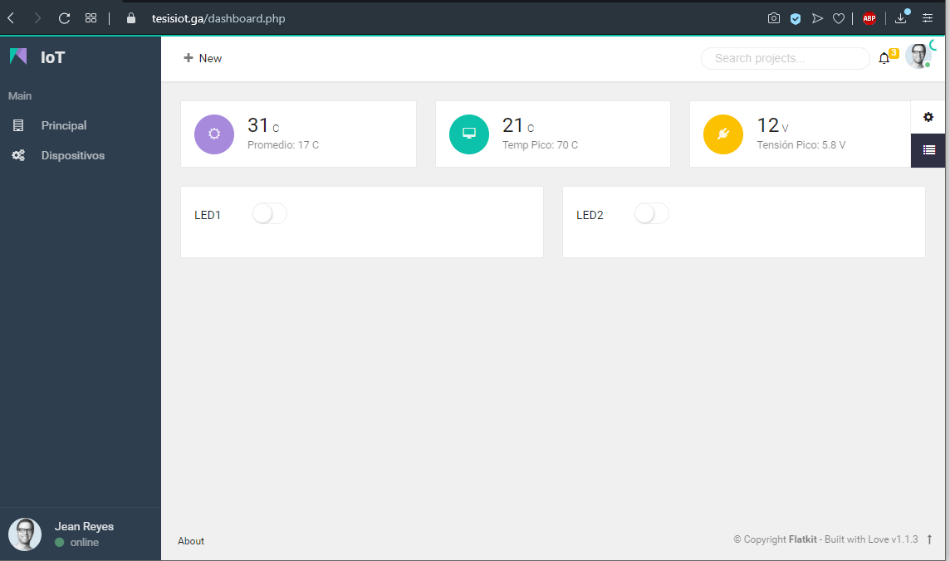 tesisiot.ga/dashboard.php
ABP
IoT
+ New
Search projects...
3
Main
Principal
Dispositivos
31 C
Promedio: 17 C
21 C
Temp Pico: 70 C
12 V
Tensión Pico: 5.8 V
LED1
LED2
Jean Reyes
online
About
© Copyright Flatkit - Built with Love v1.1.3